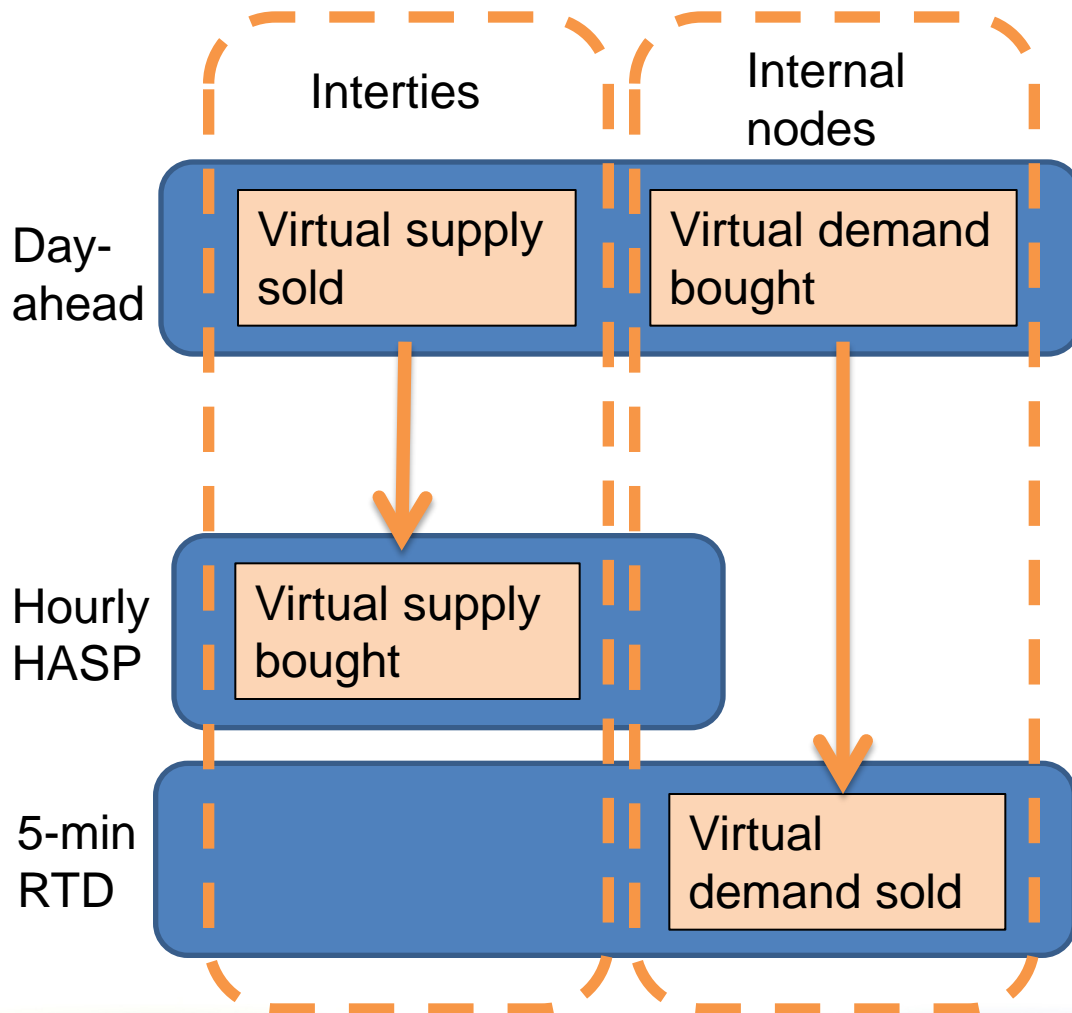 Interties
Internal
nodes
Day-
ahead
Virtual supply
sold
Virtual demand
bought
Hourly
HASP
Virtual supply
bought
5-min
RTD
Virtual
demand sold